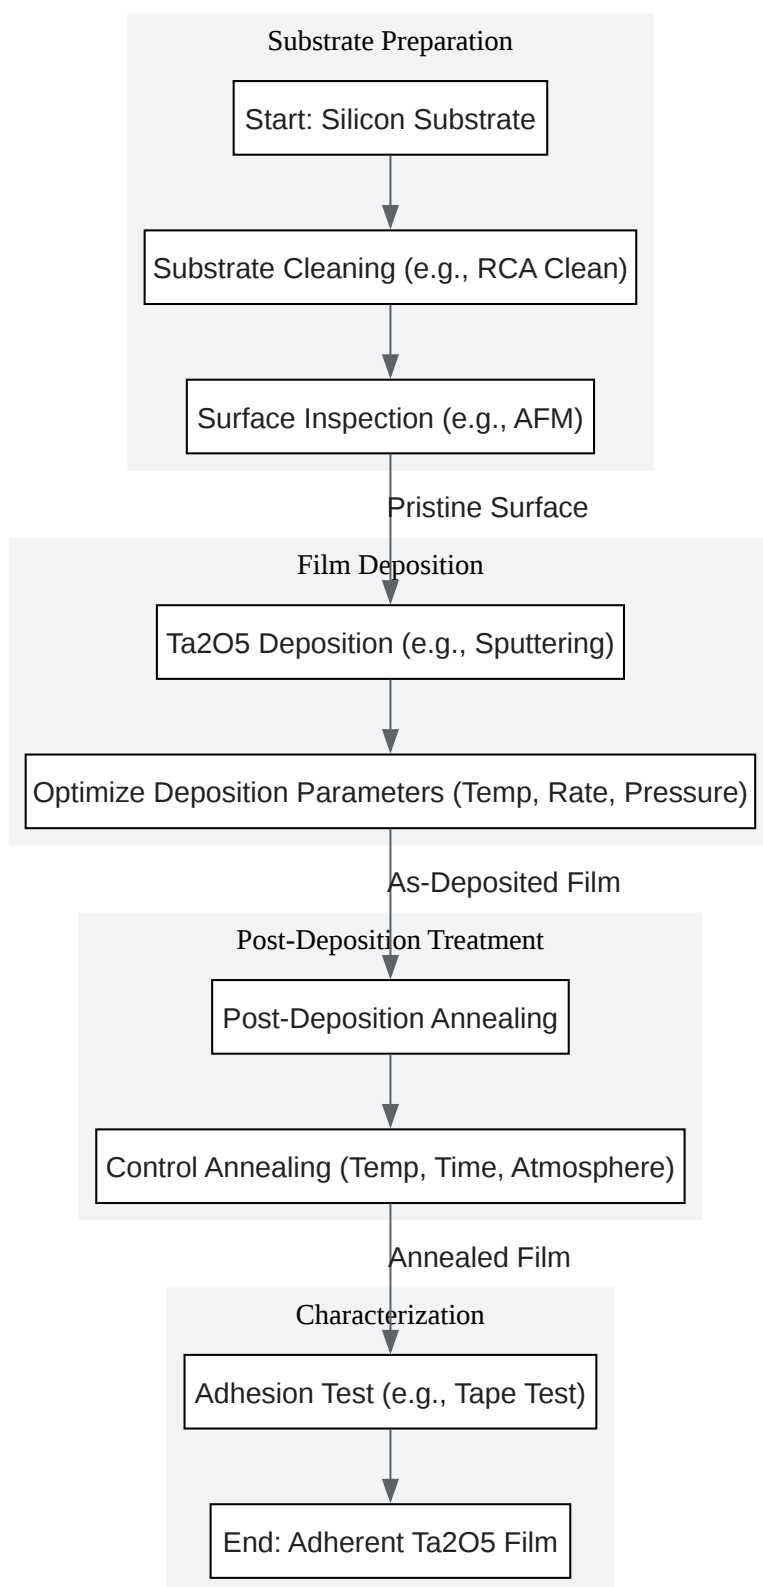 Substrate Preparation
Start: Silicon Substrate
Substrate Cleaning (e.g., RCA Clean)
Surface Inspection (e.g., AFM)
Pristine Surface
Film Deposition
Ta2O5 Deposition (e.g., Sputtering)
Optimize Deposition Parameters (Temp, Rate, Pressure)
As-Deposited Film
Post-Deposition Treatment
Post-Deposition Annealing
Control Annealing (Temp, Time, Atmosphere)
Annealed Film
Characterization
Adhesion Test (e.g., Tape Test)
End: Adherent Ta2O5 Film